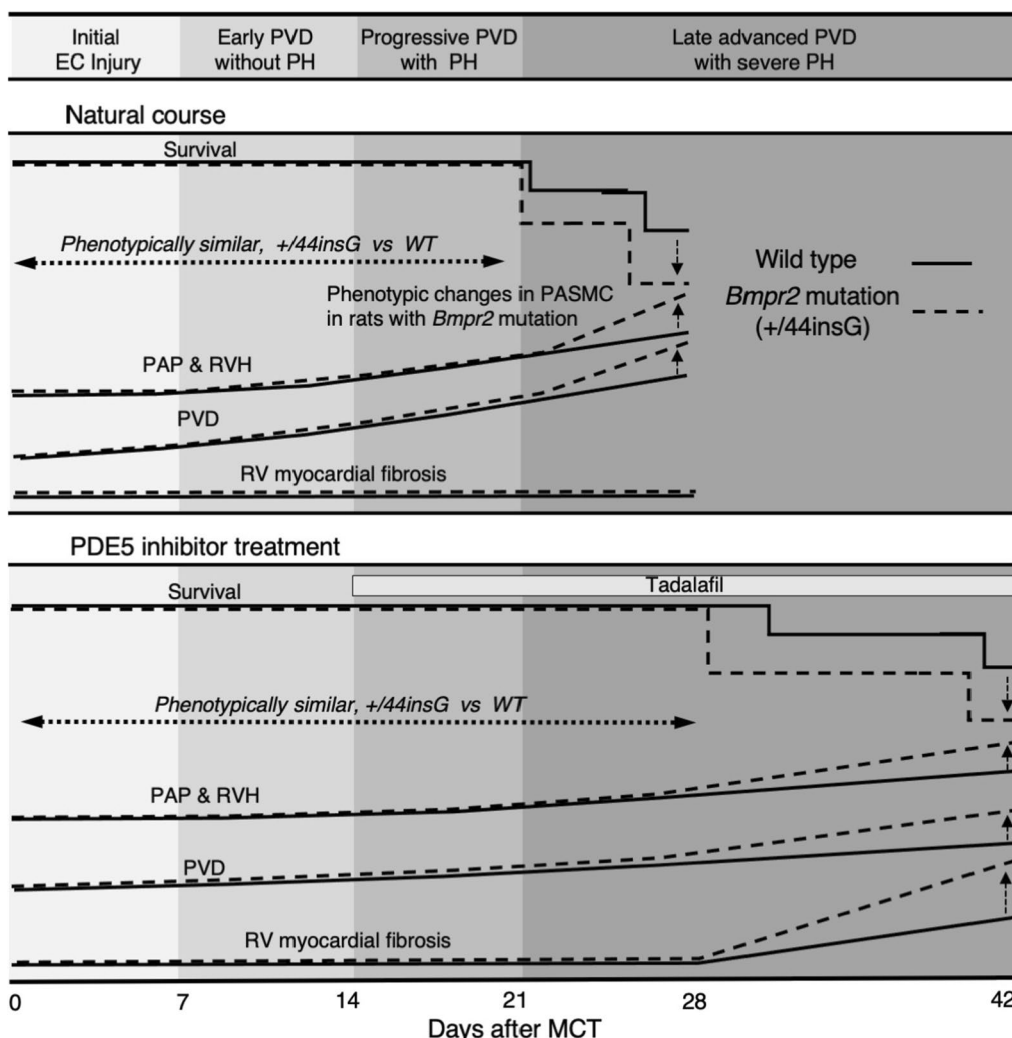 Initial
EC Injury
Early PVD
without PH
Progressive PVD
with PH
Late advanced PVD
with severe PH
Natural course
Survival
Phenotypically similar, +/44insG vs WT
Phenotypic changes in PASMC
in rats with Bmpr2 mutation
Wild type
Bmpr2 mutation
(+/44insG)
PAP & RVH
PVD
RV myocardial fibrosis
PDE5 inhibitor treatment
Tadalafil
Survival
Phenotypically similar, +/44insG vs WT
PAP & RVH
PVD
RV myocardial fibrosis
0 7 14 21 28 42
Days after MCT